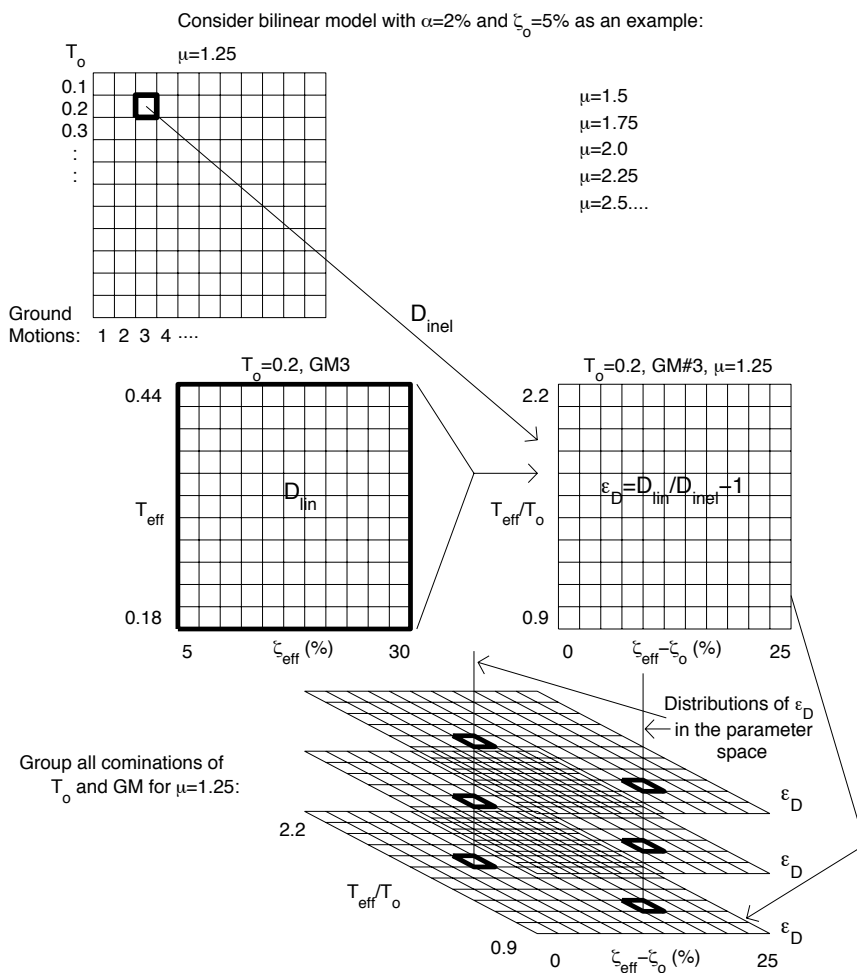 Consider bilinear model with α=2% and ζo=5% as an example:
To
μ=1.25
0.1
0.2
0.3
:
:
μ=1.5
μ=1.75
μ=2.0
μ=2.25
μ=2.5....
Ground
Motions: 1 2 3 4 ....
Dinel
To=0.2, GM3
0.44
Dlin
Teff
0.18
5 ζeff (%) 30
To=0.2, GM#3, μ=1.25
2.2
εD=Dlin/Dinel−1
Teff/To
0.9
0 ζeff−ζo (%) 25
Distributions of εD
in the parameter
space
Group all cominations of
To and GM for μ=1.25:
εD
εD
εD
2.2
Teff/To
0.9
0 ζeff−ζo (%) 25